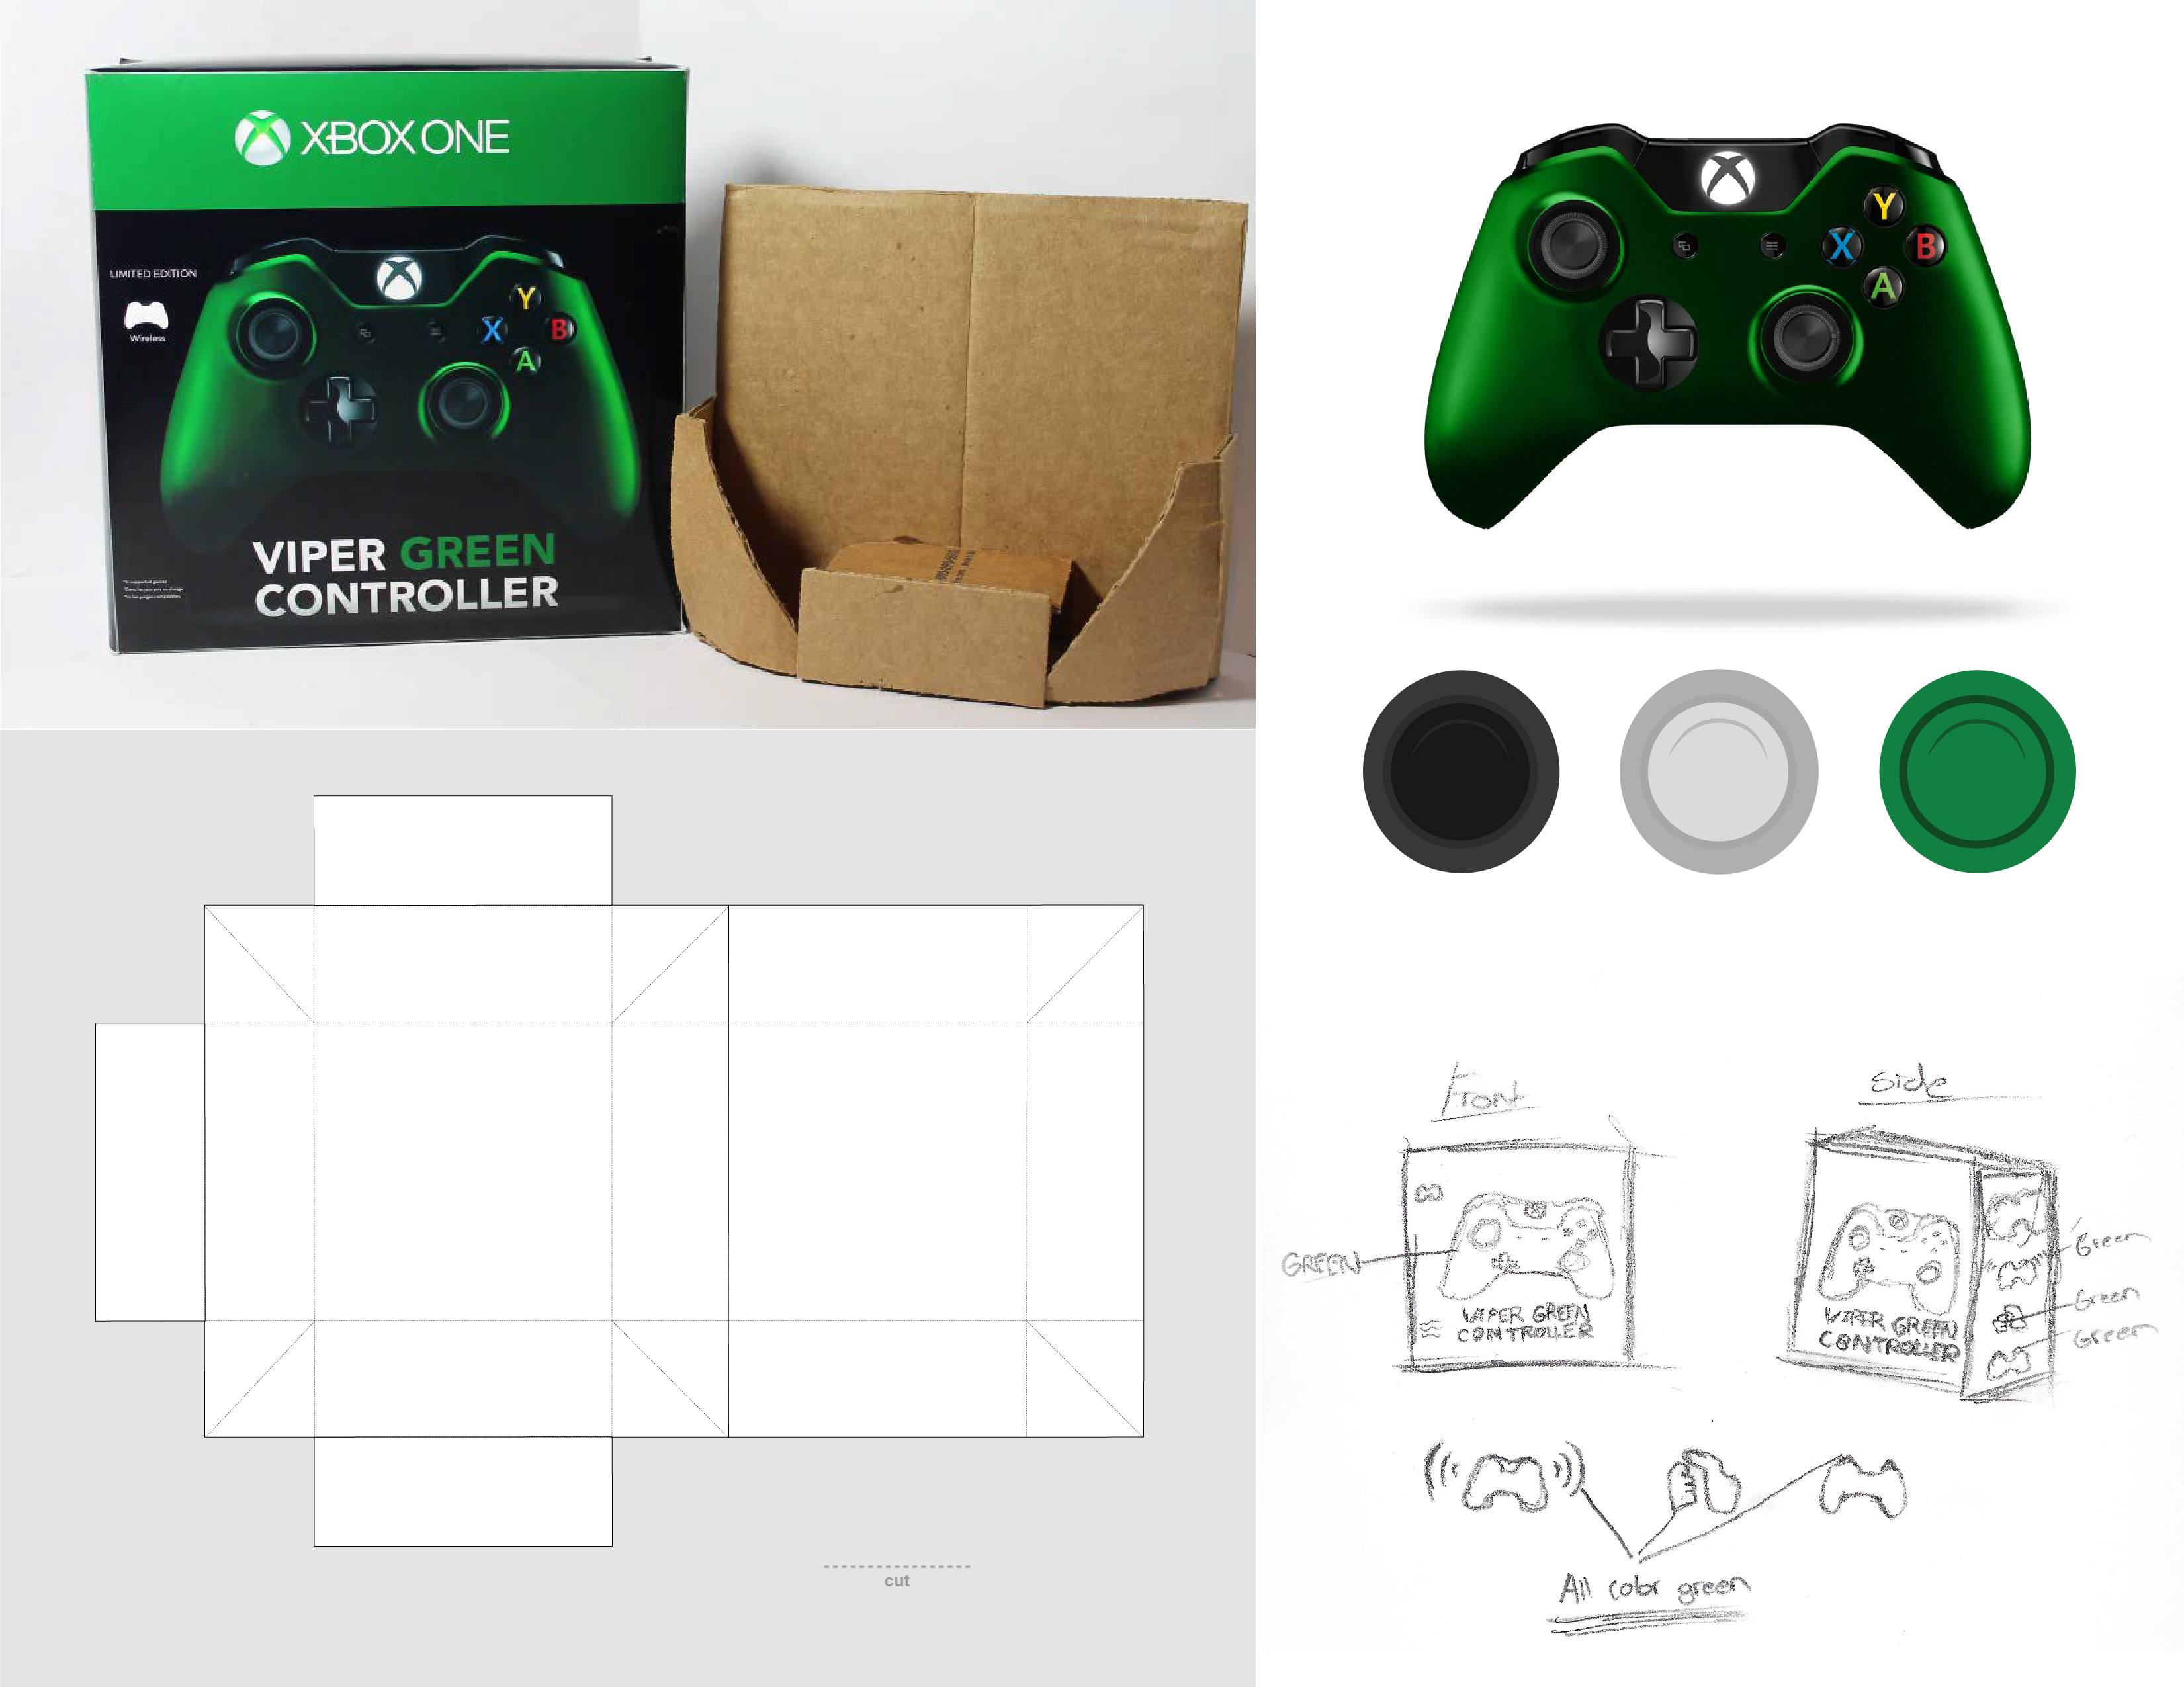 XBOX ONE
LIMITED EDITION
Wireless
Y
X
B
A
VIPER GREEN
CONTROLLER
Y
X
B
A
cut
Front
Side
GREEN
VIPER GREEN
CONTROLLER
VIPER GREEN
CONTROLLER
Green
Green
Green
All color green